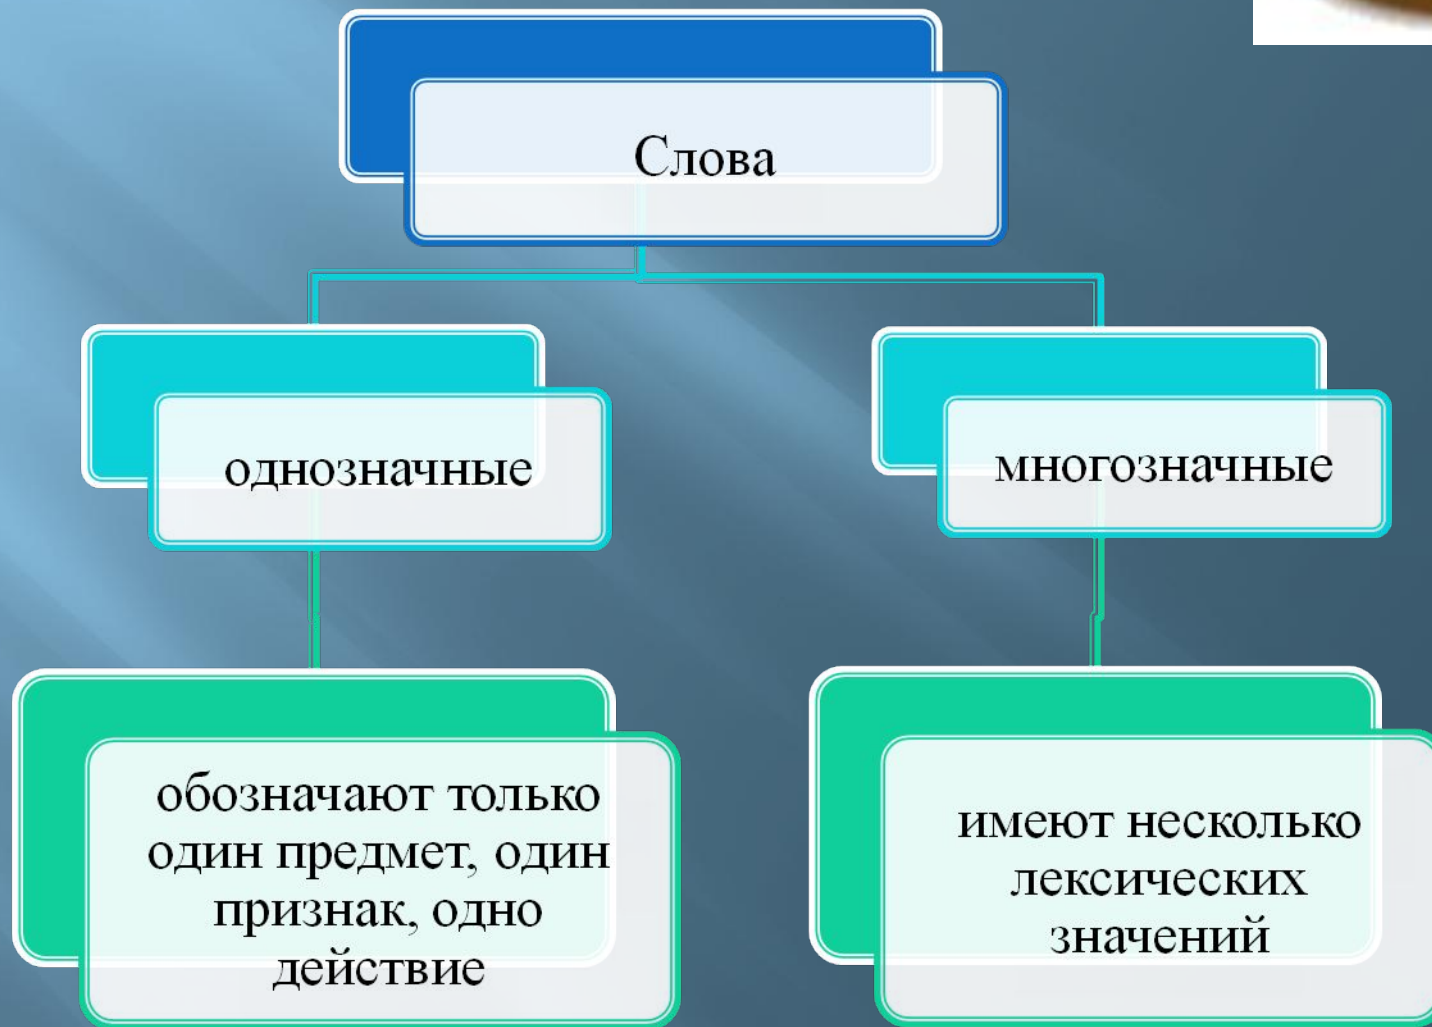 Слова
однозначные
многозначные
обозначают только
один предмет, один
признак, одно
действие
имеют несколько
лексических
значений